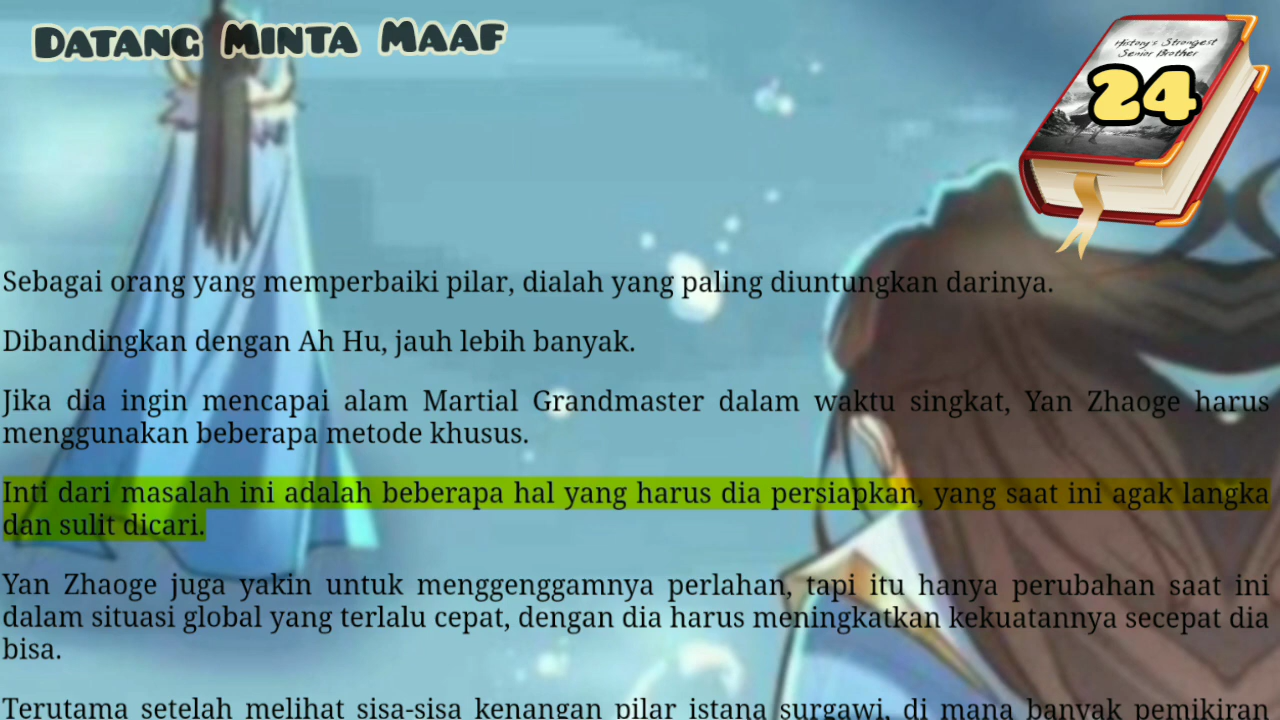 Datang Minta Maaf
History's Strongest
Senior Brother
24
Sebagai orang yang memperbaiki pilar, dialah yang paling diuntungkan darinya.
Dibandingkan dengan Ah Hu, jauh lebih banyak.
Jika dia ingin mencapai alam Martial Grandmaster dalam waktu singkat, Yan Zhaoge harus
menggunakan beberapa metode khusus.
Inti dari masalah ini adalah beberapa hal yang harus dia persiapkan, yang saat ini agak langka
dan sulit dicari.
Yan Zhaoge juga yakin untuk menggenggamnya perlahan, tapi itu hanya perubahan saat ini
dalam situasi global yang terlalu cepat, dengan dia harus meningkatkan kekuatannya secepat dia
bisa.
Terutama setelah melihat sisa-sisa kenangan pilar istana surgawi, di mana banyak pemikiran